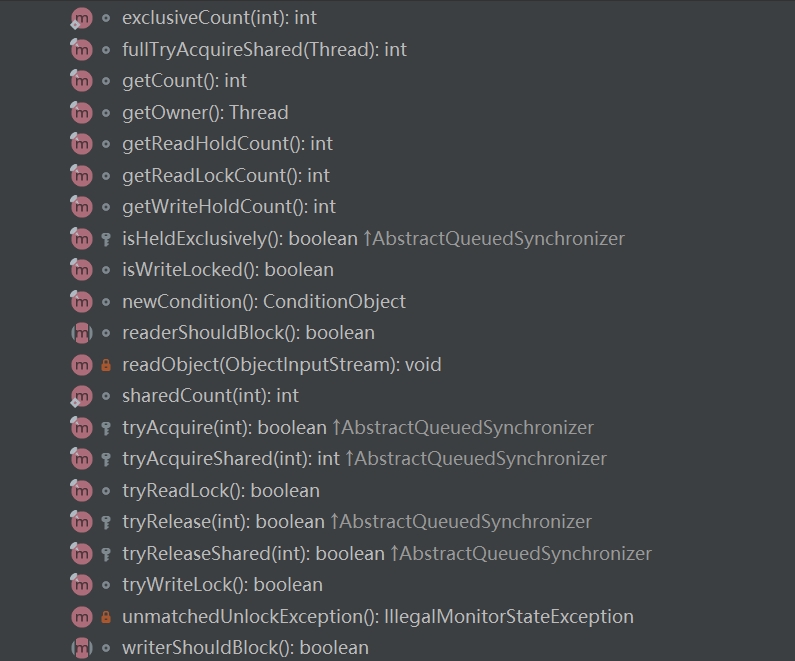 exclusiveCount(int): int
fullTryAcquireShared(Thread): int
getCount(): int
getOwner(): Thread
getReadHoldCount(): int
getReadLockCount(): int
getWriteHoldCount(): int
isHeldExclusively(): boolean ↑AbstractQueuedSynchronizer
isWriteLocked(): boolean
newCondition(): ConditionObject
readerShouldBlock(): boolean
readObject(ObjectInputStream): void
sharedCount(int): int
tryAcquire(int): boolean ↑AbstractQueuedSynchronizer
tryAcquireShared(int): int ↑AbstractQueuedSynchronizer
tryReadLock(): boolean
tryRelease(int): boolean ↑AbstractQueuedSynchronizer
tryReleaseShared(int): boolean ↑AbstractQueuedSynchronizer
tryWriteLock(): boolean
unmatchedUnlockException(): IllegalMonitorStateException
writerShouldBlock(): boolean